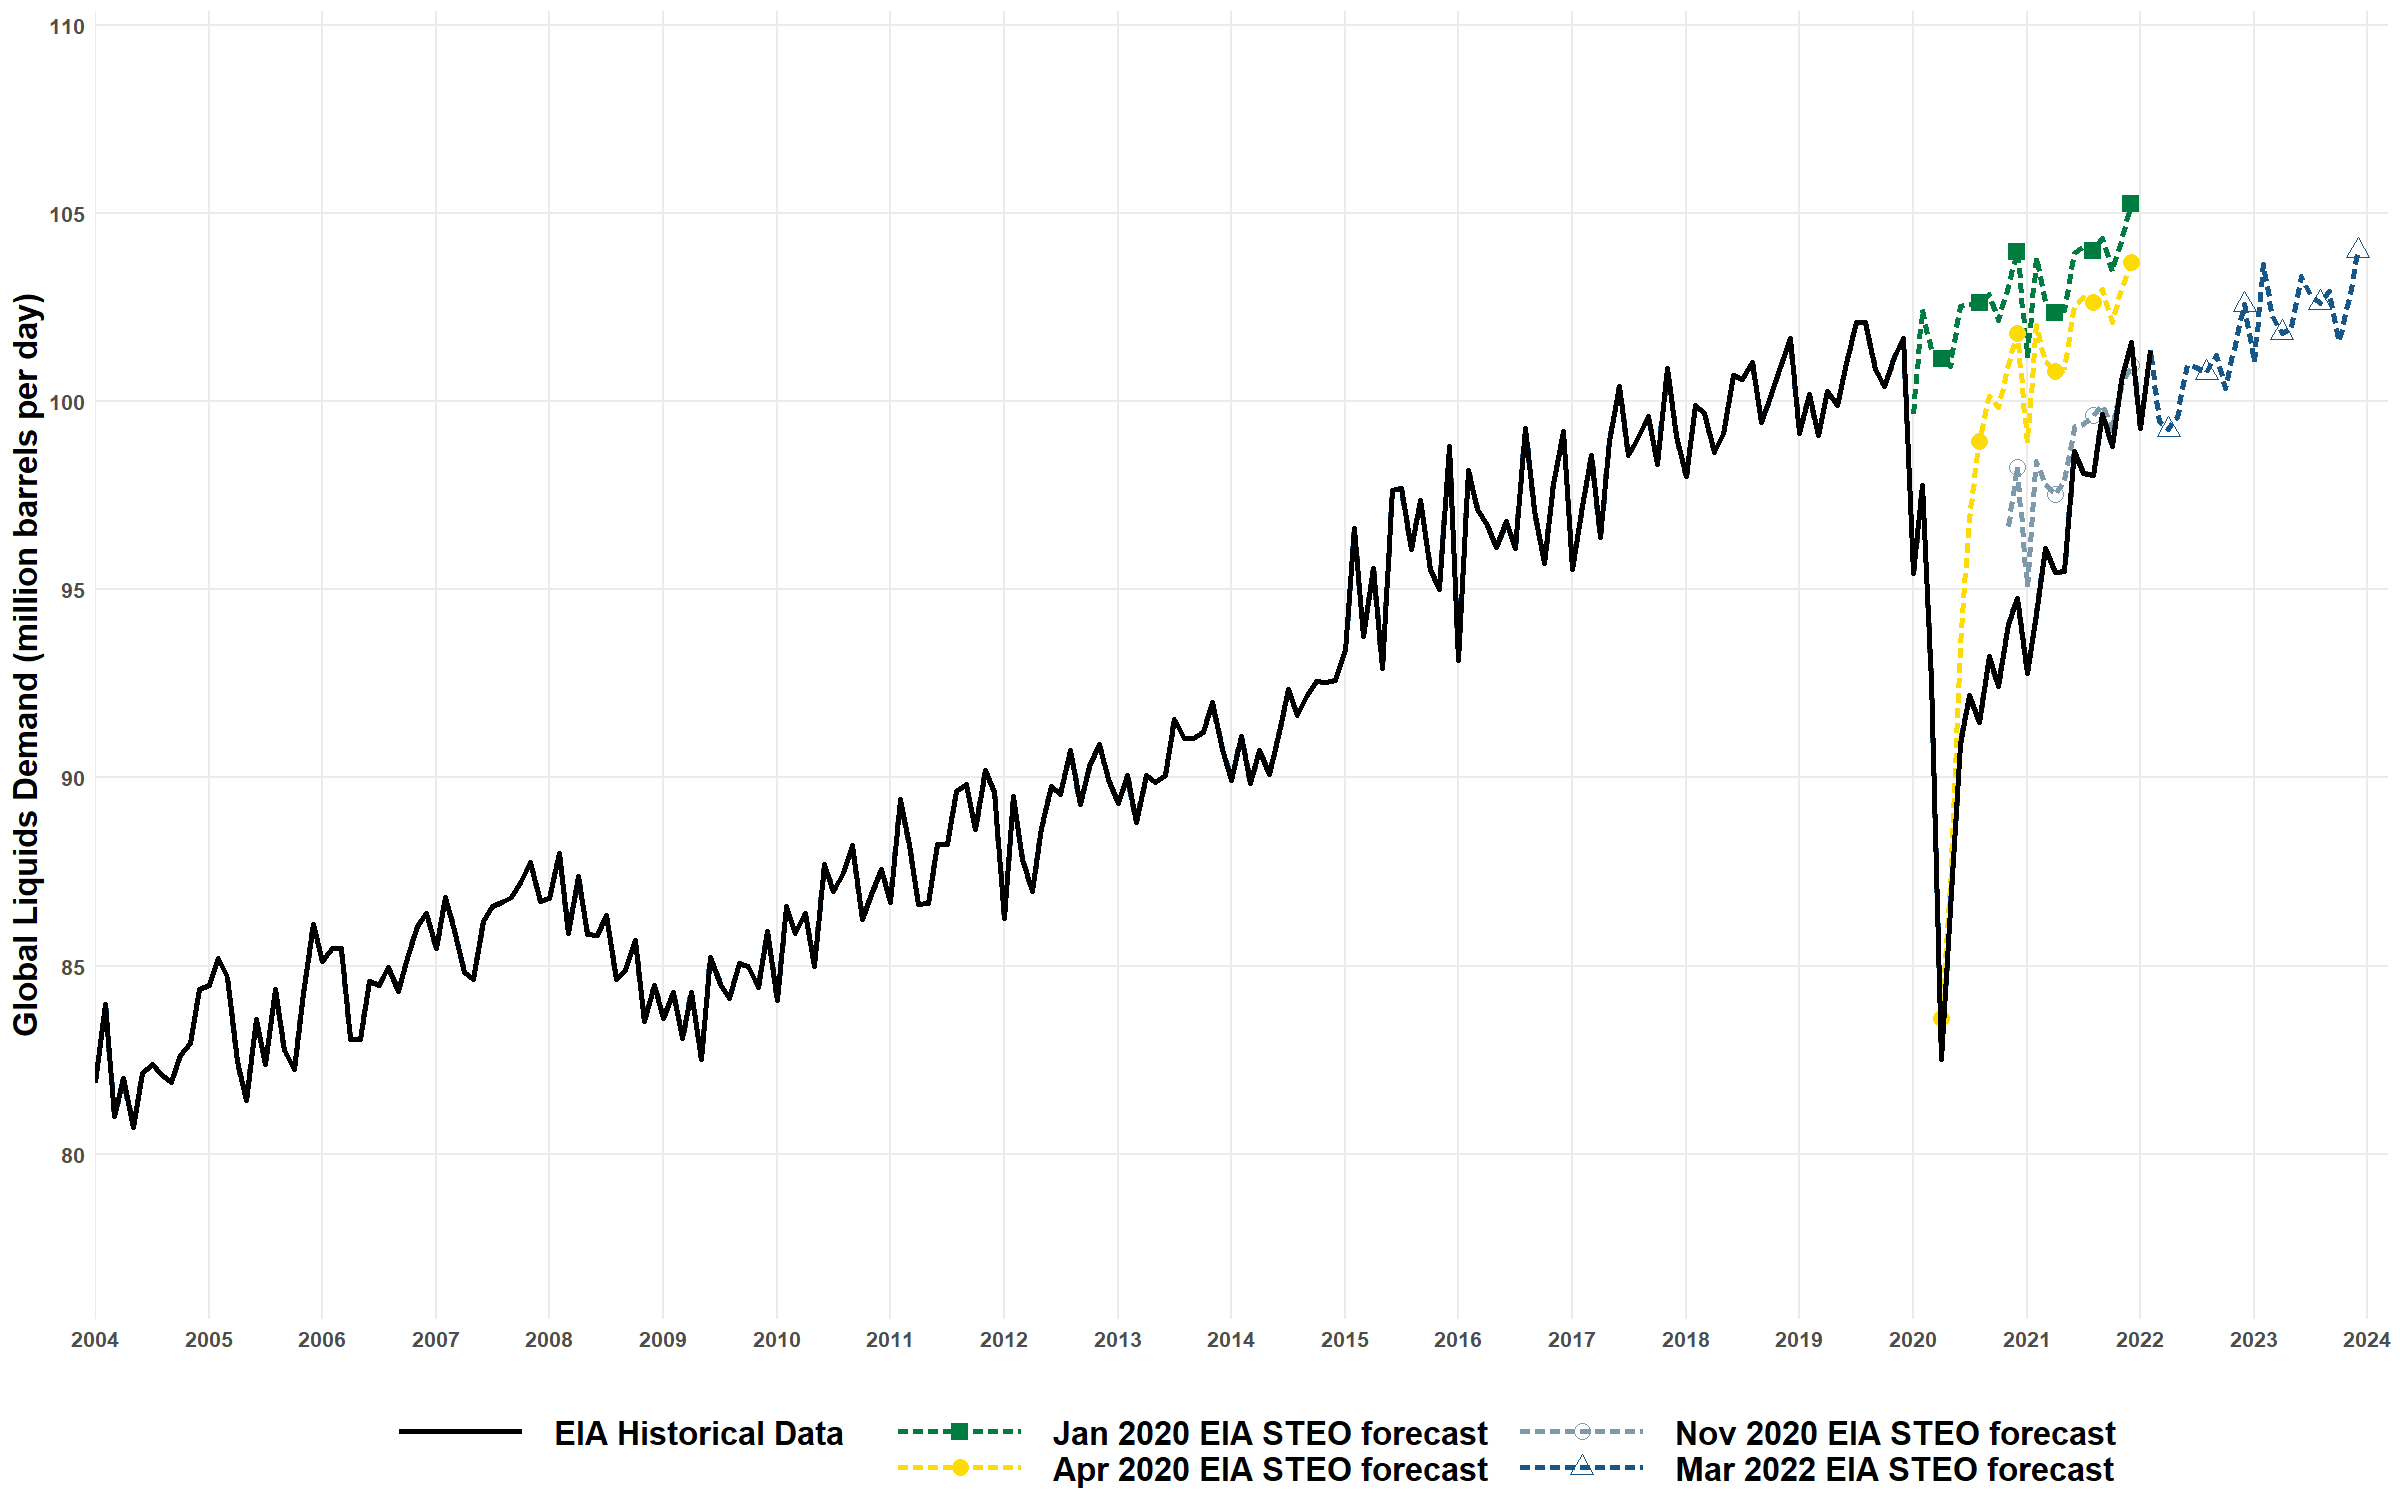 Global Liquids Demand (million barrels per day)
110
105
100
95
90
85
80
2004 2005 2006 2007 2008 2009 2010 2011 2012 2013 2014 2015 2016 2017 2018 2019 2020 2021 2022 2023 2024
EIA Historical Data Jan 2020 EIA STEO forecast Nov 2020 EIA STEO forecast
Apr 2020 EIA STEO forecast Mar 2022 EIA STEO forecast